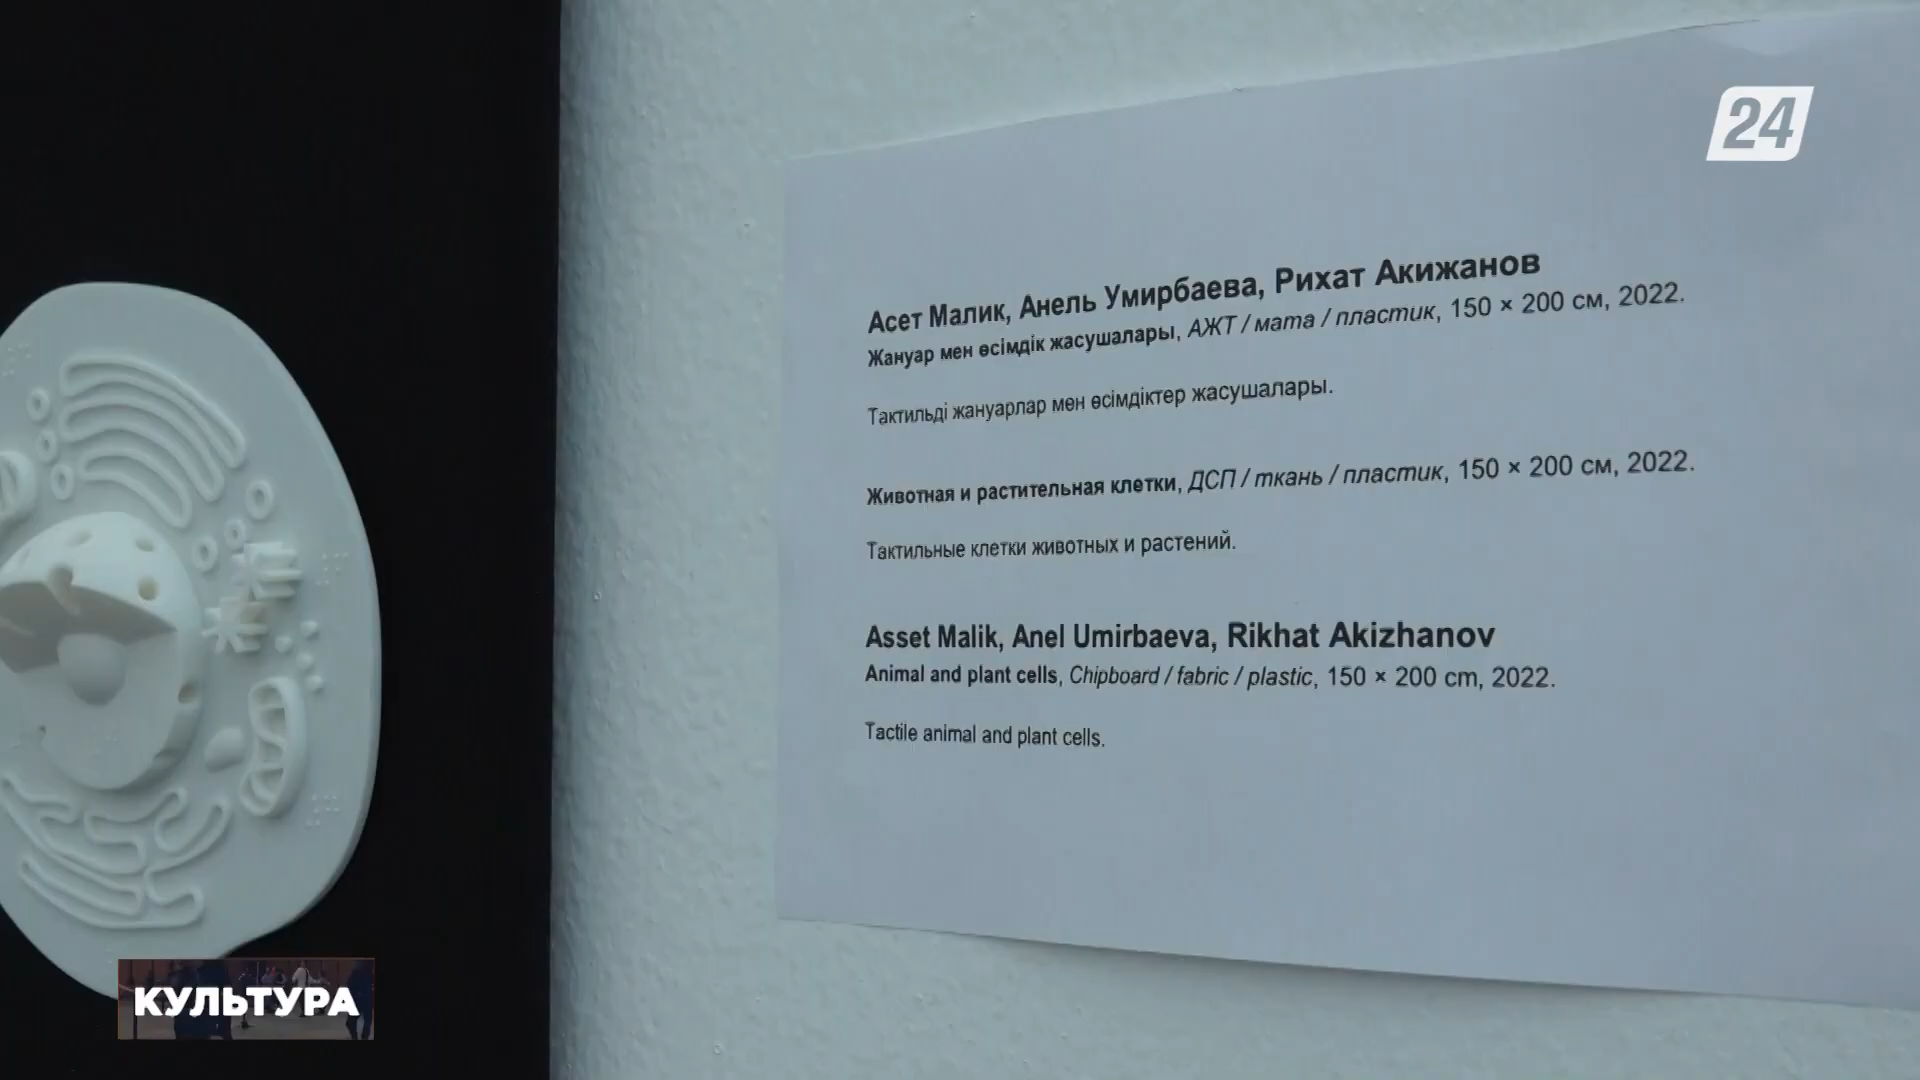 24
Асет Малик, Анель Умирбаева, Рихат Акижанов
Жануар мен өсімдік жасушалары, АЖТ / мата / пластик, 150 × 200 см, 2022.
Тактильді жануарлар мен өсімдіктер жасушалары.
Животная и растительная клетки, ДСП / ткань / пластик, 150 × 200 см, 2022.
Тактильные клетки животных и растений.
Asset Malik, Anel Umirbaeva, Rikhat Akizhanov
Animal and plant cells, Chipboard / fabric / plastic, 150 × 200 cm, 2022.
Tactile animal and plant cells.
КУЛЬТУРА